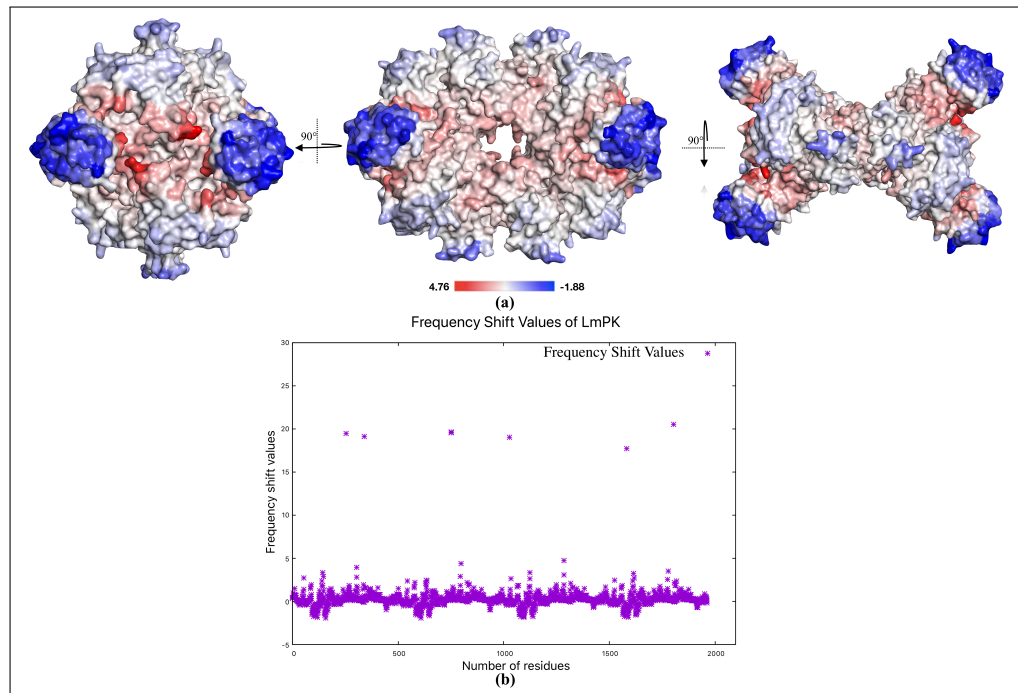 90°
90°
4.76 -1.88
(a)
Frequency Shift Values of LmPK
Frequency Shift Values
30
25
20
15
10
5
0
-5
Frequency shift values
0 500 1000 1500 2000
Number of residues
(b)